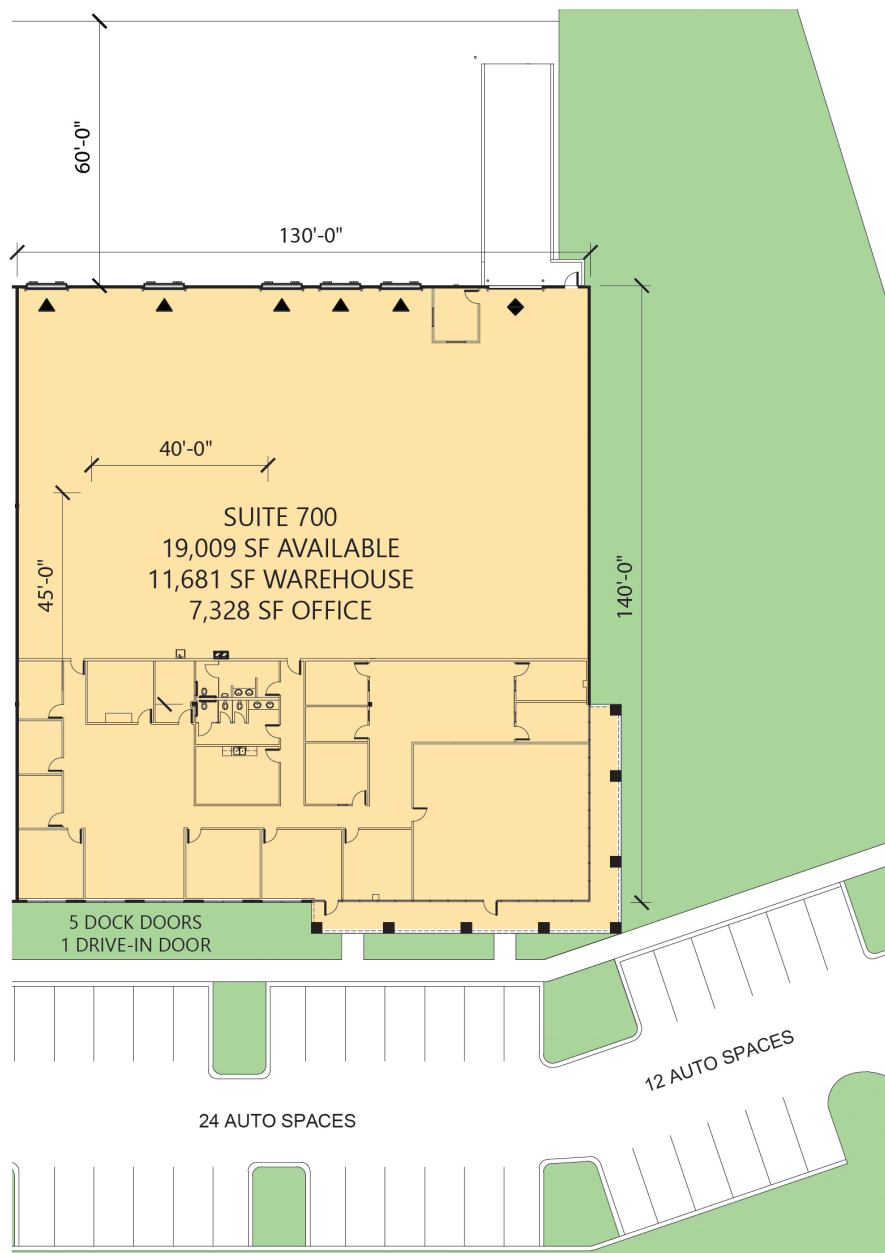 60'-0"
130'-0"
40'-0"
SUITE 700
19,009 SF AVAILABLE
11,681 SF WAREHOUSE
7,328 SF OFFICE
45'-0"
140'-0"
5 DOCK DOORS
1 DRIVE-IN DOOR
12 AUTO SPACES
24 AUTO SPACES